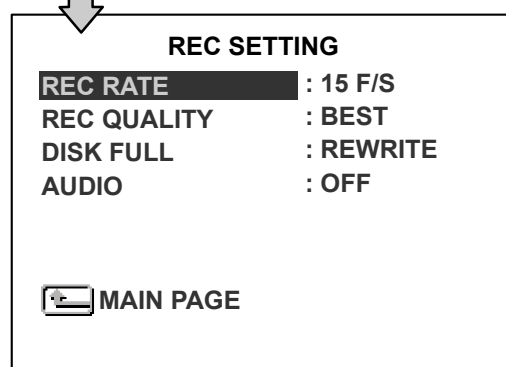 REC SETTING
REC RATE : 15 F/S
REC QUALITY : BEST
DISK FULL : REWRITE
AUDIO : OFF
MAIN PAGE